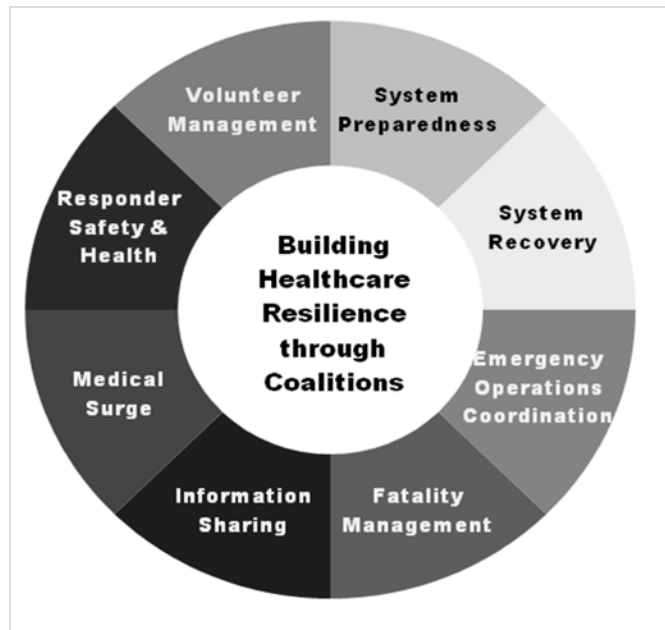 Volunteer
Management
System
Preparedness
System
Recovery
Emergency
Operations
Coordination
Fatality
Management
Information
Sharing
Medical
Surge
Responder
Safety &
Health
Building
Healthcare
Resilience
through
Coalitions